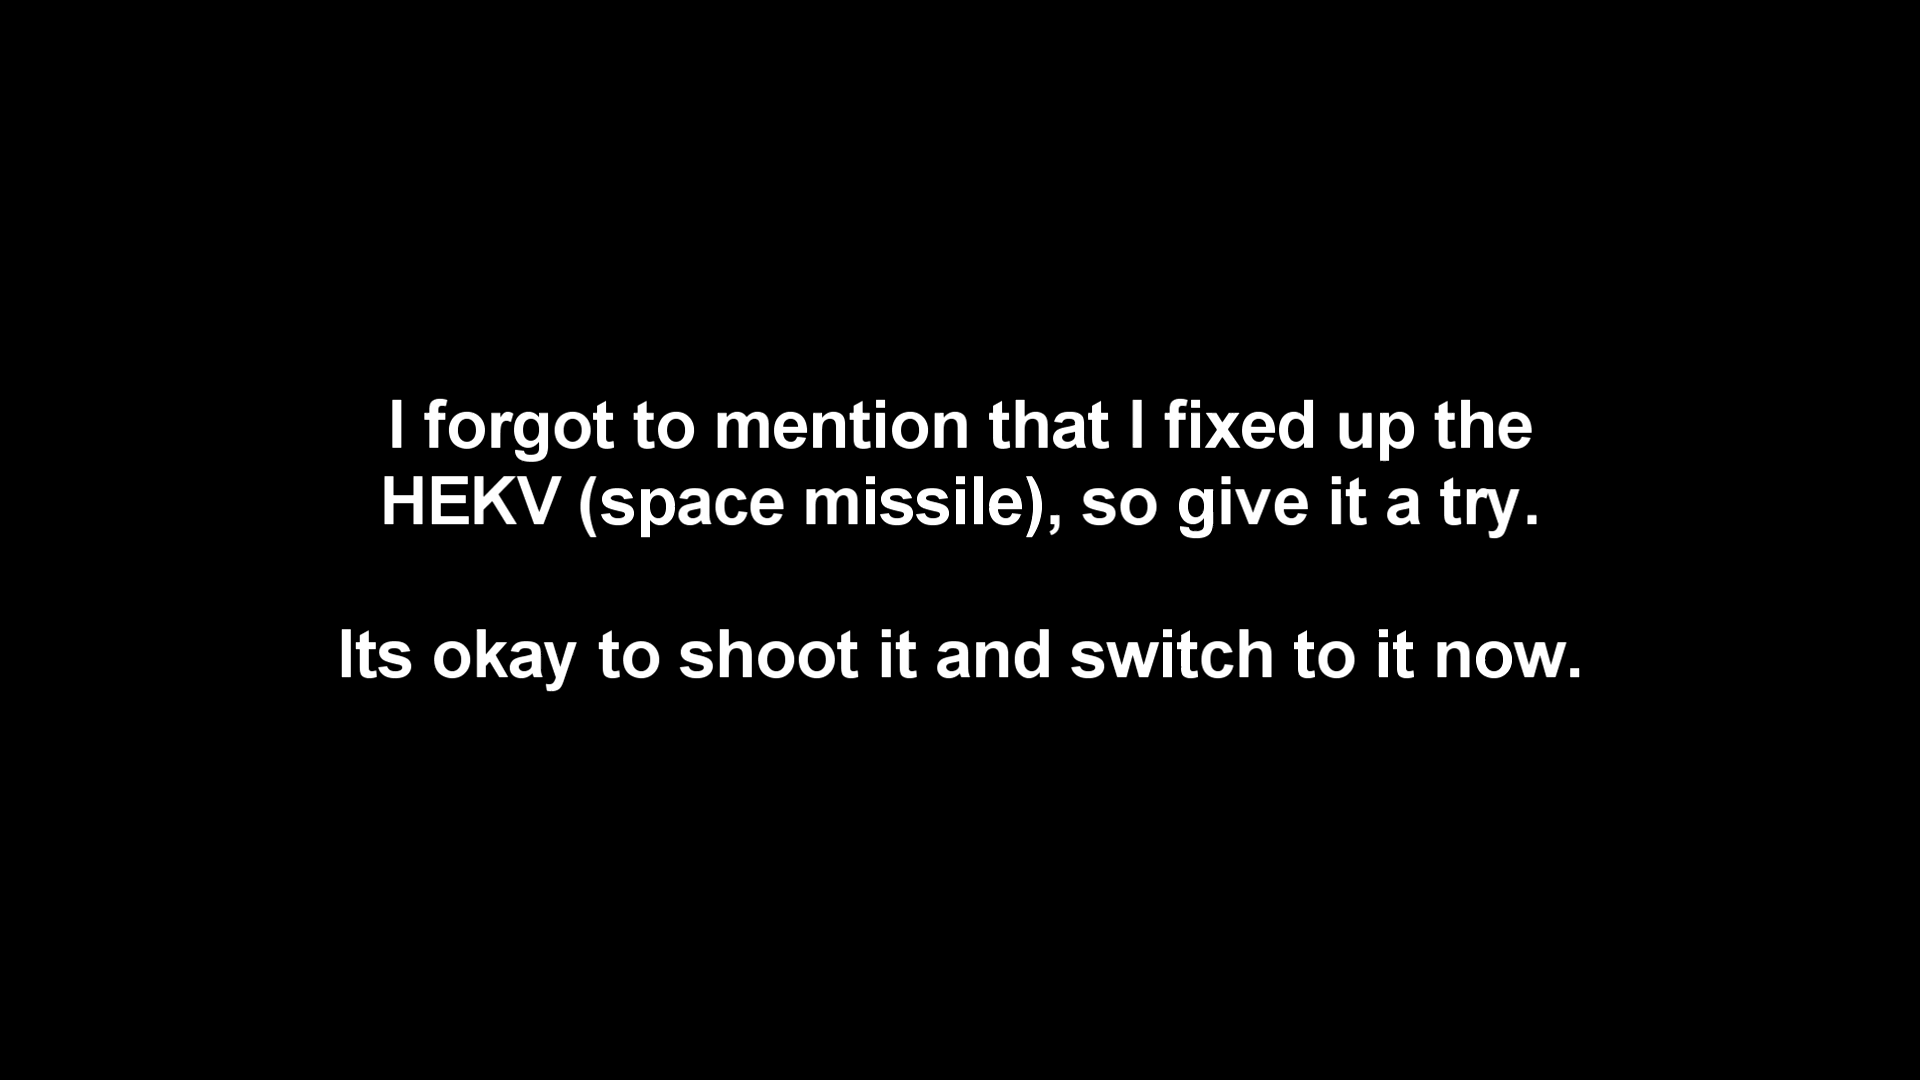 I forgot to mention that I fixed up the
HEKV (space missile), so give it a try.
Its okay to shoot it and switch to it now.